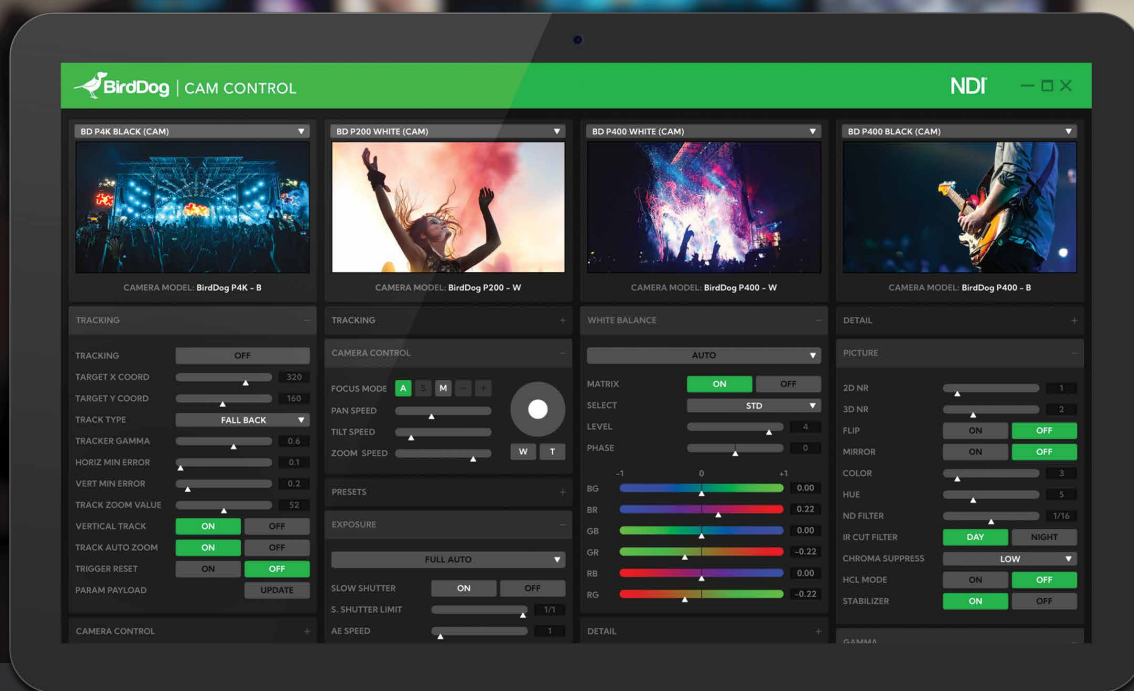 BirdDog | CAM CONTROL
NDI
BD P4K BLACK (CAM)
CAMERA MODEL: BirdDog P4K - B
TRACKING
TRACKING OFF
TARGET X COORD 320
TARGET Y COORD 160
TRACK TYPE FALL BACK
TRACKER GAMMA 0.6
HORIZ MIN ERROR 0.1
VERT MIN ERROR 0.2
TRACK ZOOM VALUE 52
VERTICAL TRACK ON OFF
TRACK AUTO ZOOM ON OFF
TRIGGER RESET ON OFF
PARAM PAYLOAD UPDATE
CAMERA CONTROL +
BD P200 WHITE (CAM)
CAMERA MODEL: BirdDog P200 - W
TRACKING +
CAMERA CONTROL -
FOCUS MODE A S M - +
PAN SPEED
TILT SPEED
ZOOM SPEED W T
PRESETS +
EXPOSURE -
FULL AUTO
SLOW SHUTTER ON OFF
S. SHUTTER LIMIT 1/1
AE SPEED 1
BD P400 WHITE (CAM)
CAMERA MODEL: BirdDog P400 - W
WHITE BALANCE -
AUTO
MATRIX ON OFF
SELECT STD
LEVEL 4
PHASE 0
-1 0 +1
BG 0.00
BR 0.22
GB 0.00
GR -0.22
RB 0.00
RG -0.22
DETAIL +
BD P400 BLACK (CAM)
CAMERA MODEL: BirdDog P400 - B
DETAIL +
PICTURE -
2D NR 1
3D NR 2
FLIP ON OFF
MIRROR ON OFF
COLOR 3
HUE 5
ND FILTER 1/16
IR CUT FILTER DAY NIGHT
CHROMA SUPPRESS LOW
HCL MODE ON OFF
STABILIZER ON OFF
GAMMA